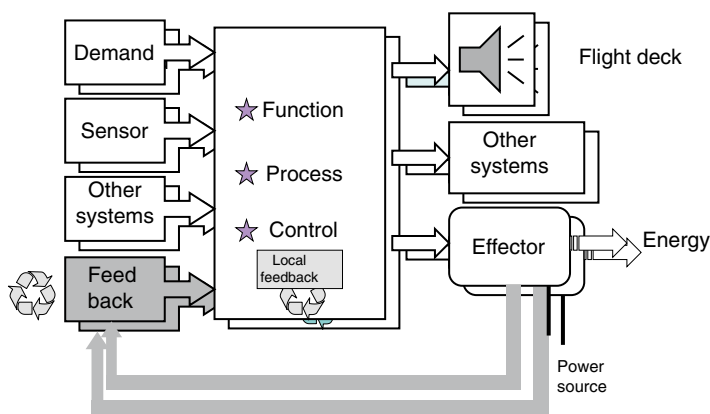 Demand
Sensor
Other
systems
Feed
back
Function
Process
Control
Local
feedback
Flight deck
Other
systems
Effector
Energy
Power
source